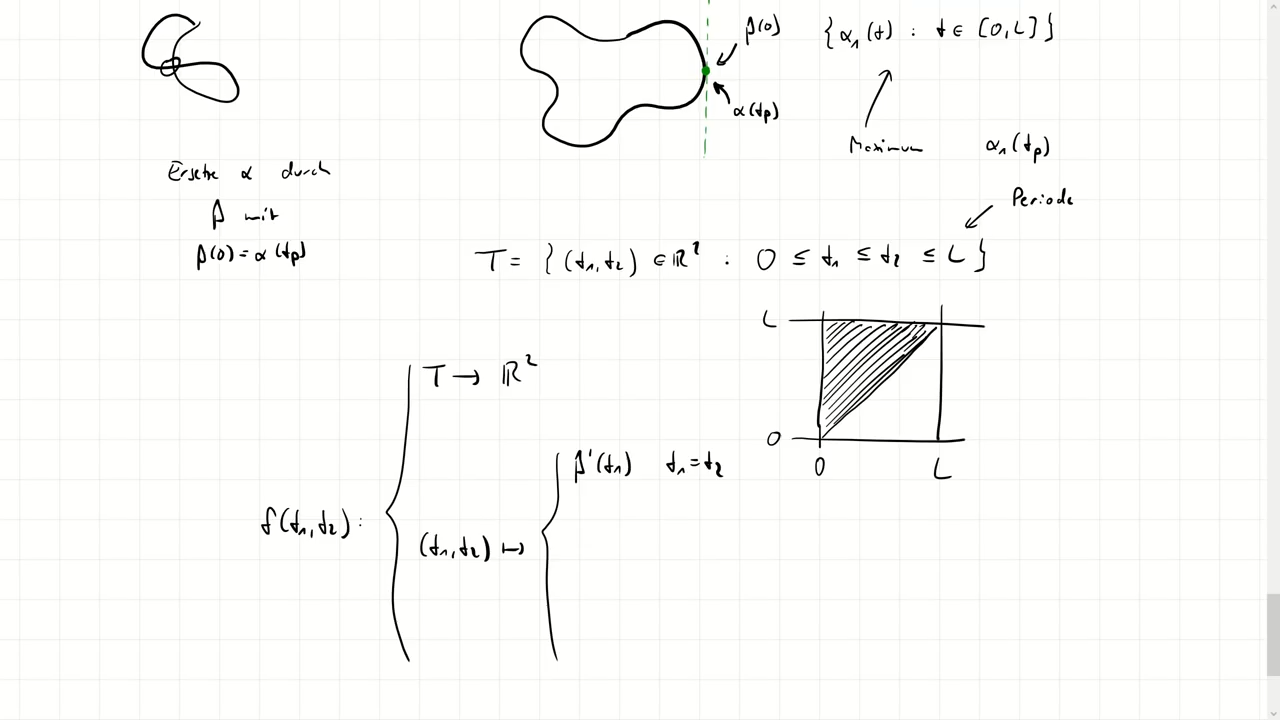 β(0)
{α₁(t) : t ∈ [0,L]}
α(tₚ)
Maximum
α₁(tₚ)
Ersetze α durch
β mit
β(0) = α(tₚ)
Periode
T = {(t₁,t₂) ∈ ℝ² : 0 ≤ t₁ ≤ t₂ ≤ L}
L
T → ℝ²
0
0
L
β'(t₁) t₁=t₂
f(t₁,t₂) :
(t₁,t₂) ↦